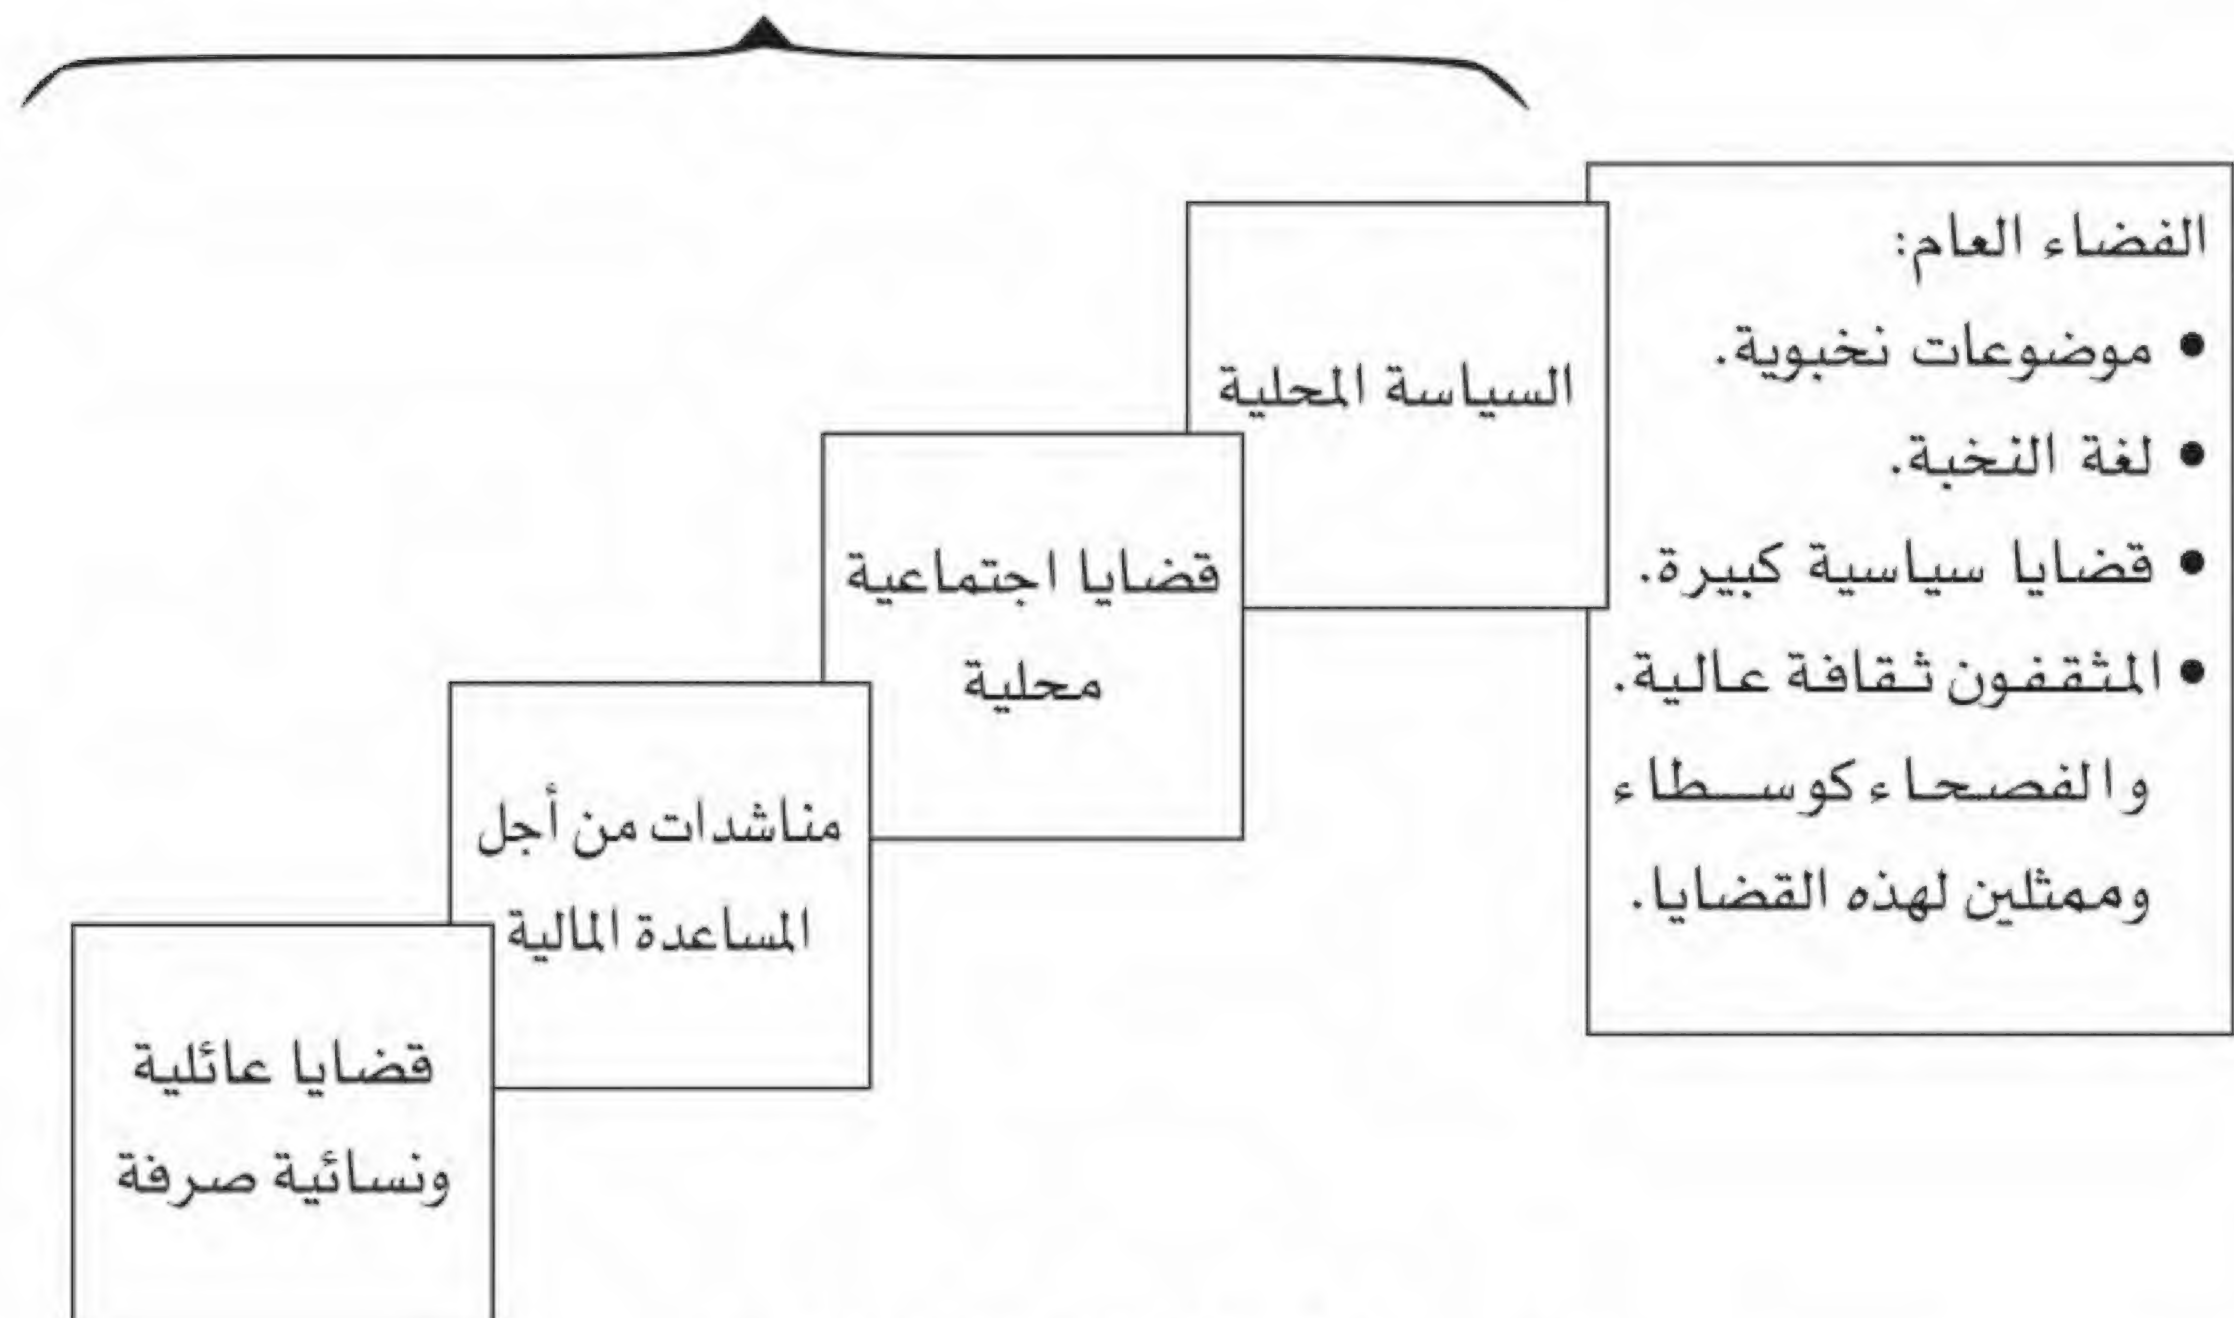 الفضاء العام:
• موضوعات نخبوية.
• لغة النخبة.
• قضايا سياسية كبيرة.
• المثقفون ثقافة عالية.
والفصحاء كوسطاء
وممثلين لهذه القضايا.
السياسة المحلية
قضايا اجتماعية
محلية
مناشدات من أجل
المساعدة المالية
قضايا عائلية
ونسائية صرفة